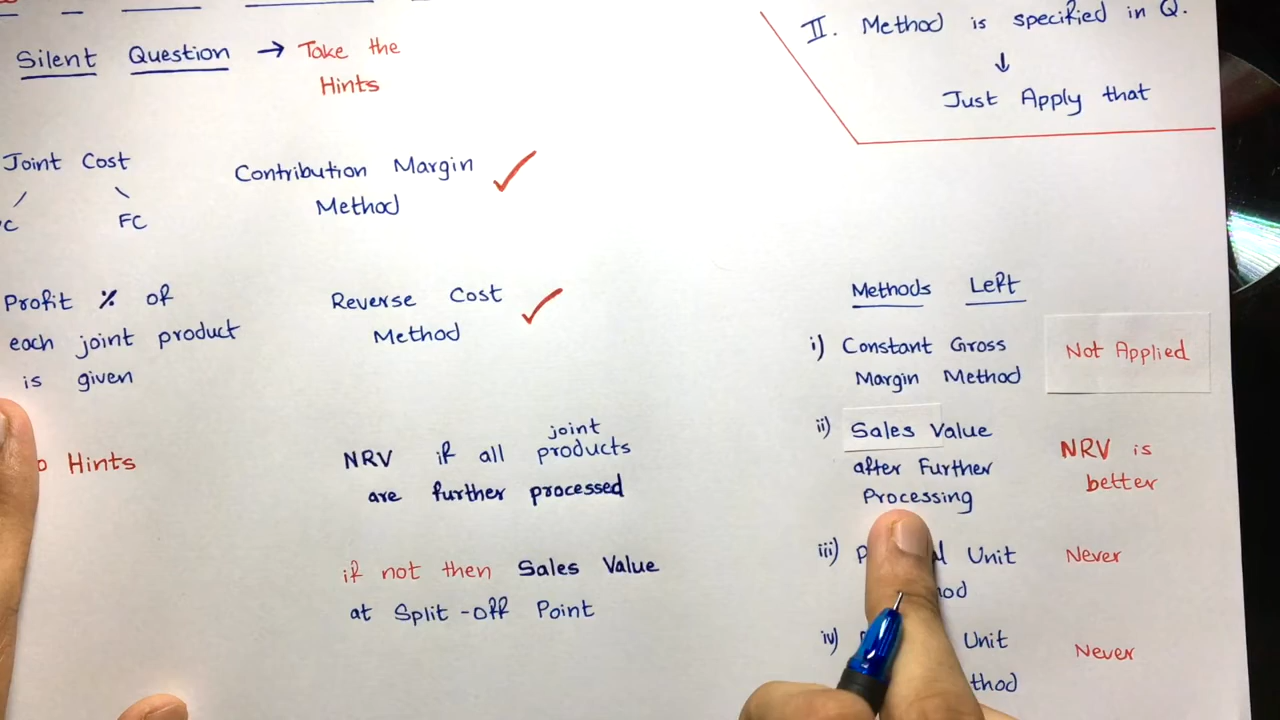 Silent Question → Take the
Hints
II. Method is specified in Q.
↓
Just Apply that
Joint Cost
FC
Contribution Margin
Method
Profit % of
each joint product
is given
Reverse Cost
Method
Hints
NRV if all joint products
are further processed
if not then Sales Value
at Split-off Point
Methods Left
i) Constant Gross
Margin Method
Not Applied
ii) Sales Value
after Further
Processing
NRV is
better
iii) Unit
Never
iv) Unit
Never